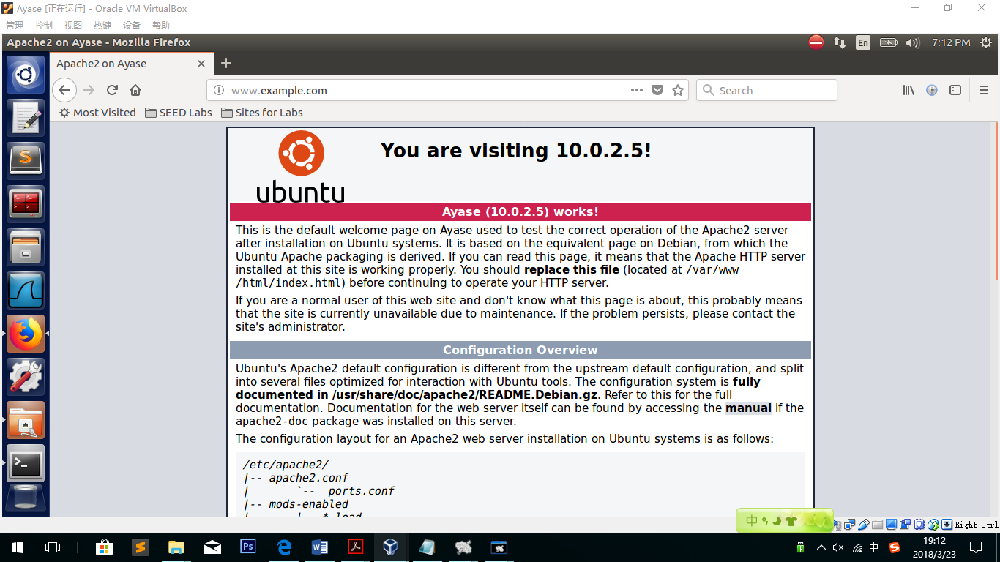 Ayase [正在运行] - Oracle VM VirtualBox
管理 控制 视图 热键 设备 帮助
Apache2 on Ayase - Mozilla Firefox
En
7:12 PM
Apache2 on Ayase
www.example.com
Search
Most Visited SEED Labs Sites for Labs
ubuntu
You are visiting 10.0.2.5!
Ayase (10.0.2.5) works!
This is the default welcome page on Ayase used to test the correct operation of the Apache2 server
after installation on Ubuntu systems. It is based on the equivalent page on Debian, from which the
Ubuntu Apache packaging is derived. If you can read this page, it means that the Apache HTTP server
installed at this site is working properly. You should replace this file (located at /var/www
/html/index.html) before continuing to operate your HTTP server.
If you are a normal user of this web site and don't know what this page is about, this probably means
that the site is currently unavailable due to maintenance. If the problem persists, please contact the
site's administrator.
Configuration Overview
Ubuntu's Apache2 default configuration is different from the upstream default configuration, and split
into several files optimized for interaction with Ubuntu tools. The configuration system is fully
documented in /usr/share/doc/apache2/README.Debian.gz. Refer to this for the full
documentation. Documentation for the web server itself can be found by accessing the manual if the
apache2-doc package was installed on this server.
The configuration layout for an Apache2 web server installation on Ubuntu systems is as follows:
/etc/apache2/
|-- apache2.conf
|       `--  ports.conf
|-- mods-enabled
中
Right Ctrl
Ps
中
19:12
2018/3/23